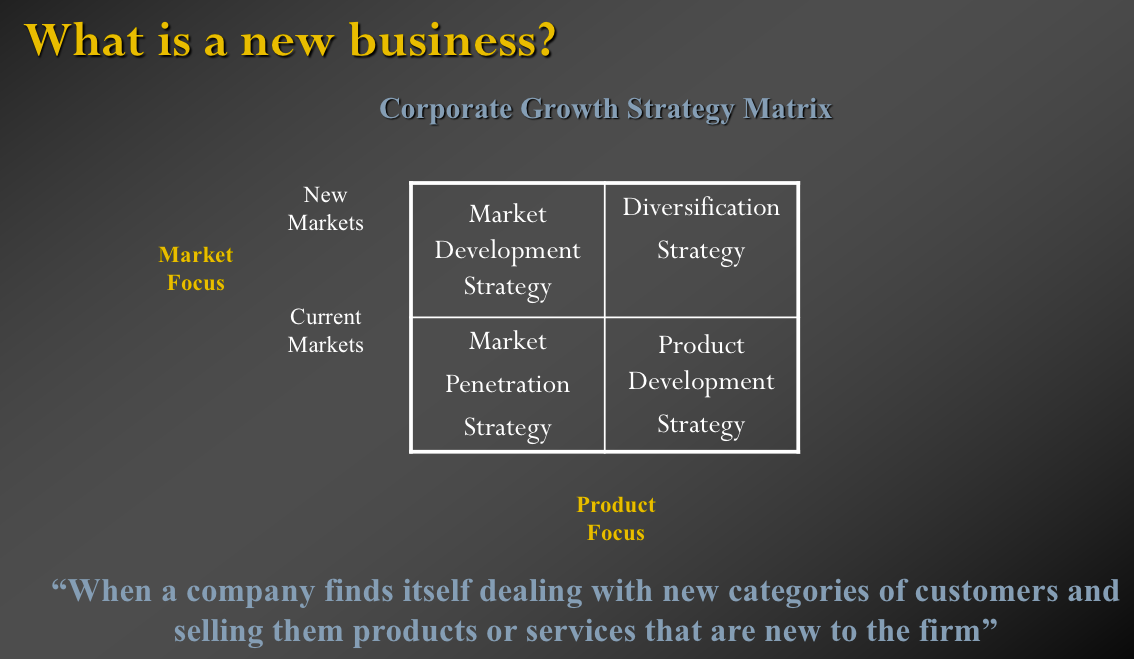 What is a new business?
Corporate Growth Strategy Matrix
New
Markets
Market
Focus
Current
Markets
Market
Development
Strategy
Diversification
Strategy
Market
Penetration
Strategy
Product
Development
Strategy
Product
Focus
“When a company finds itself dealing with new categories of customers and
selling them products or services that are new to the firm”